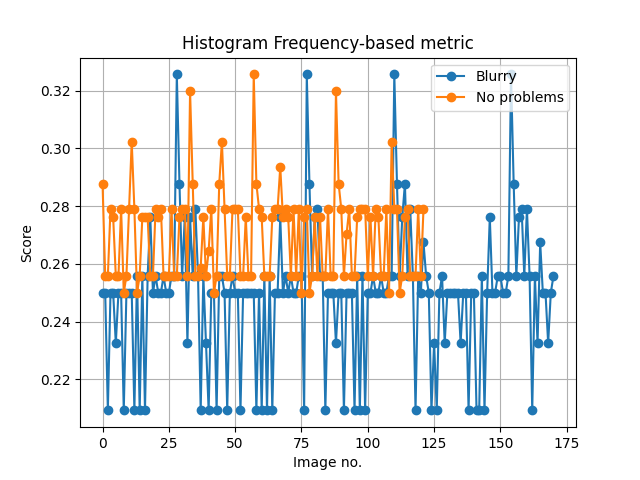 Histogram Frequency-based metric
Blurry
No problems
0.32
0.30
0.28
0.26
0.24
0.22
Score
0
25
50
75
100
125
150
175
Image no.